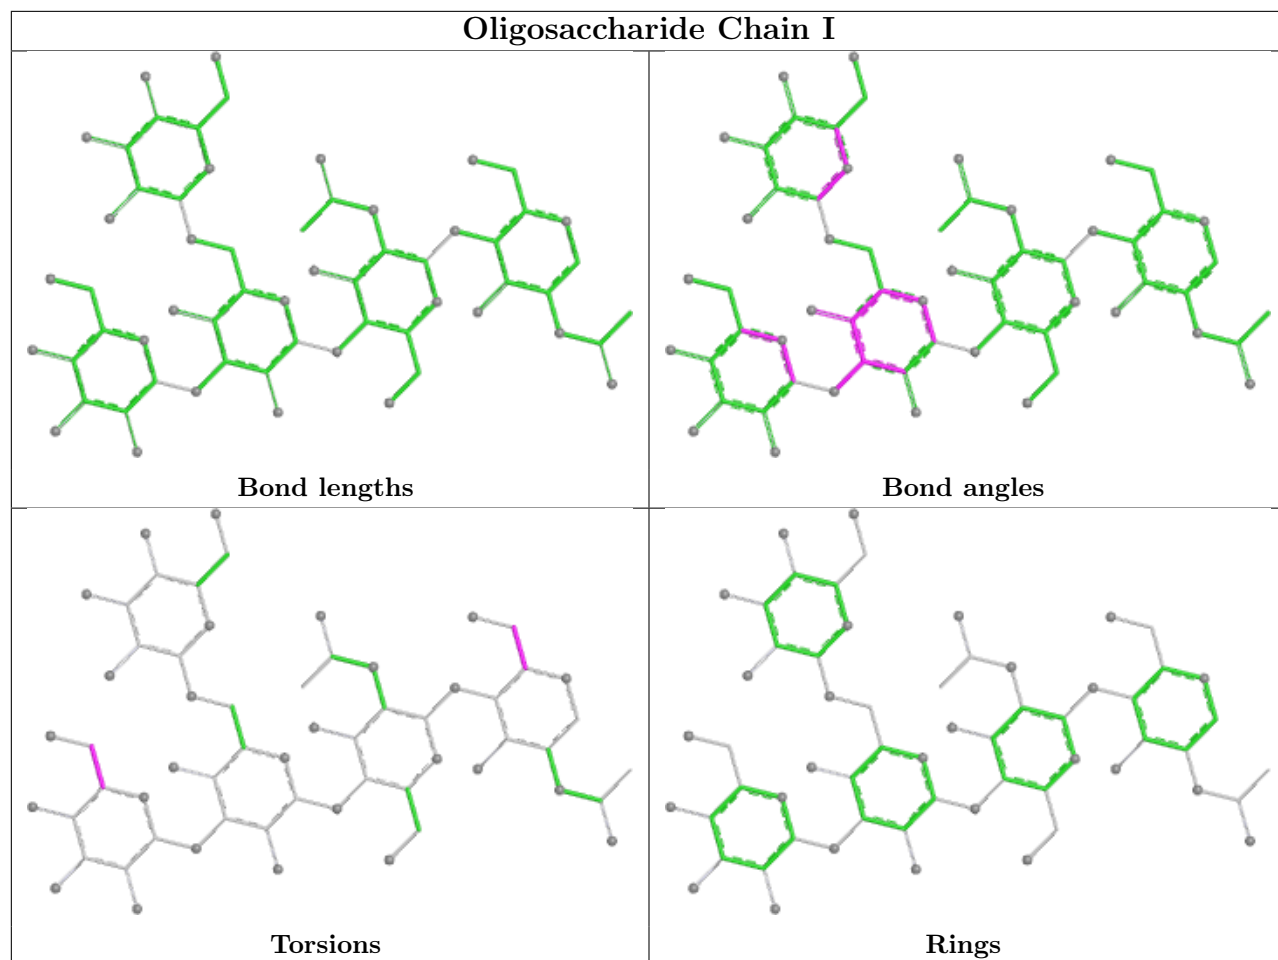 Oligosaccharide Chain I
Bond lengths
Bond angles
Torsions
Rings